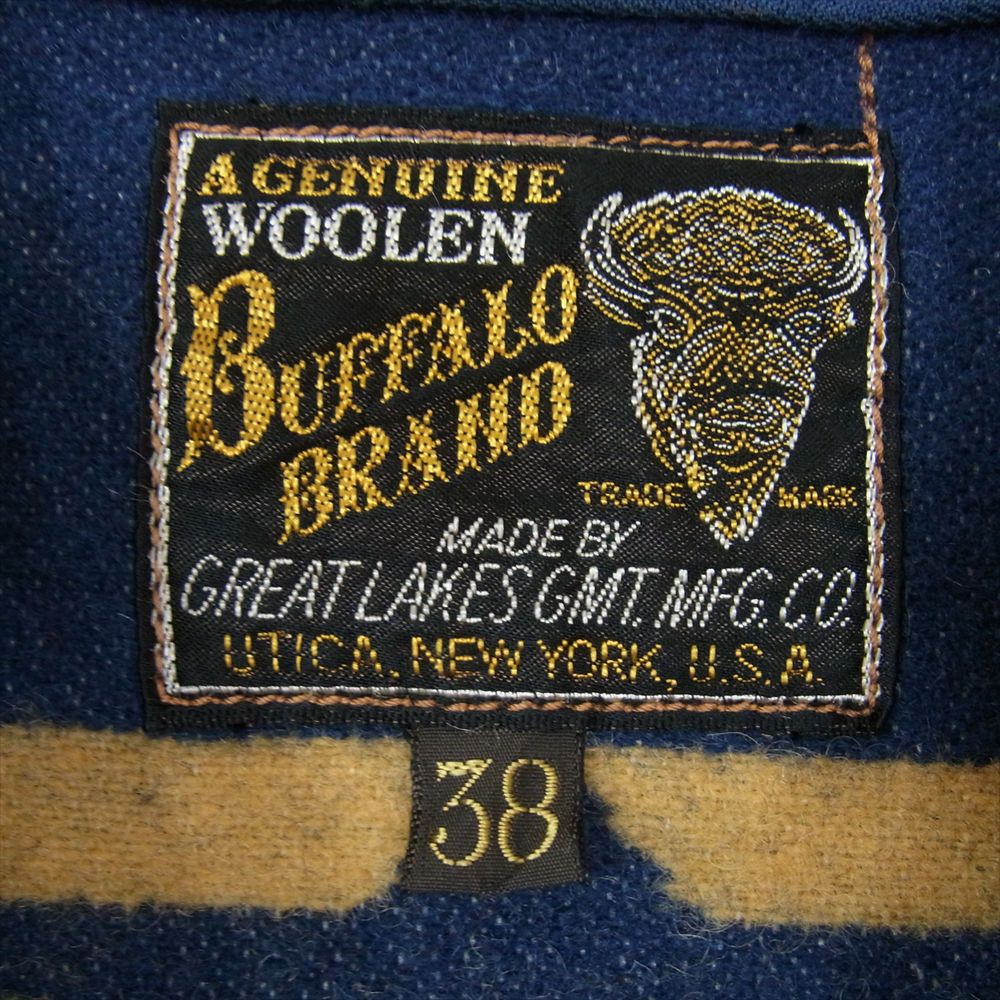 A GENUINE
WOOLEN
BUFFALO
BRAND
TRADE MARK
MADE BY
GREAT LAKES GMT. MFG. CO.
UTICA, NEW YORK, U.S.A.
38